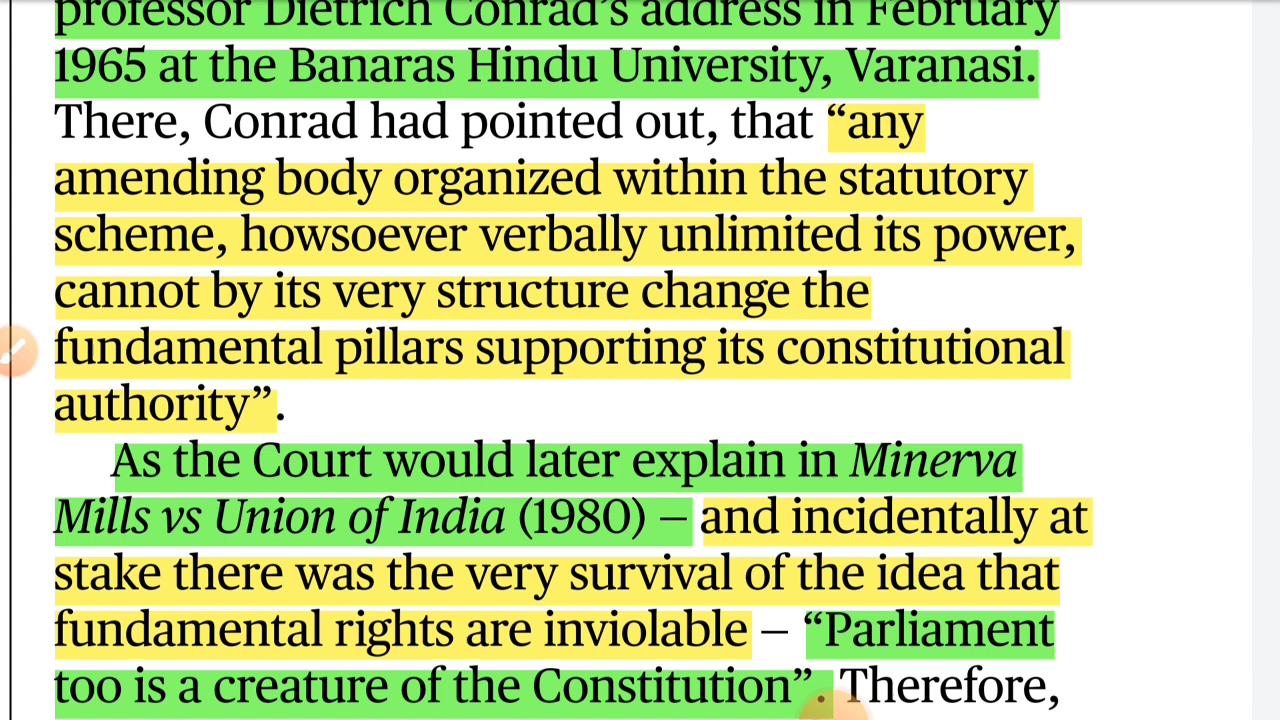 professor Dietrich Conrad’s address in February
1965 at the Banaras Hindu University, Varanasi.
There, Conrad had pointed out, that “any
amending body organized within the statutory
scheme, howsoever verbally unlimited its power,
cannot by its very structure change the
fundamental pillars supporting its constitutional
authority”.
As the Court would later explain in Minerva
Mills vs Union of India (1980) – and incidentally at
stake there was the very survival of the idea that
fundamental rights are inviolable – “Parliament
too is a creature of the Constitution”. Therefore,